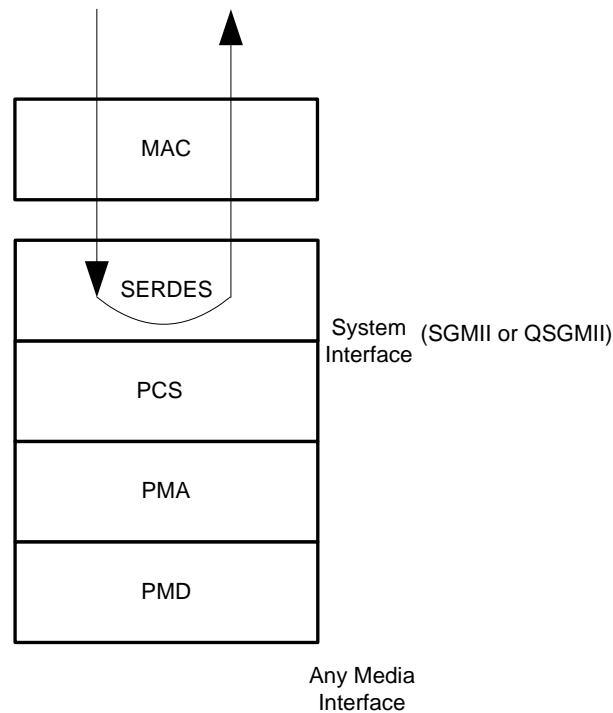 MAC
SERDES
System
Interface
(SGMII or QSGMII)
PCS
PMA
PMD
Any Media
Interface